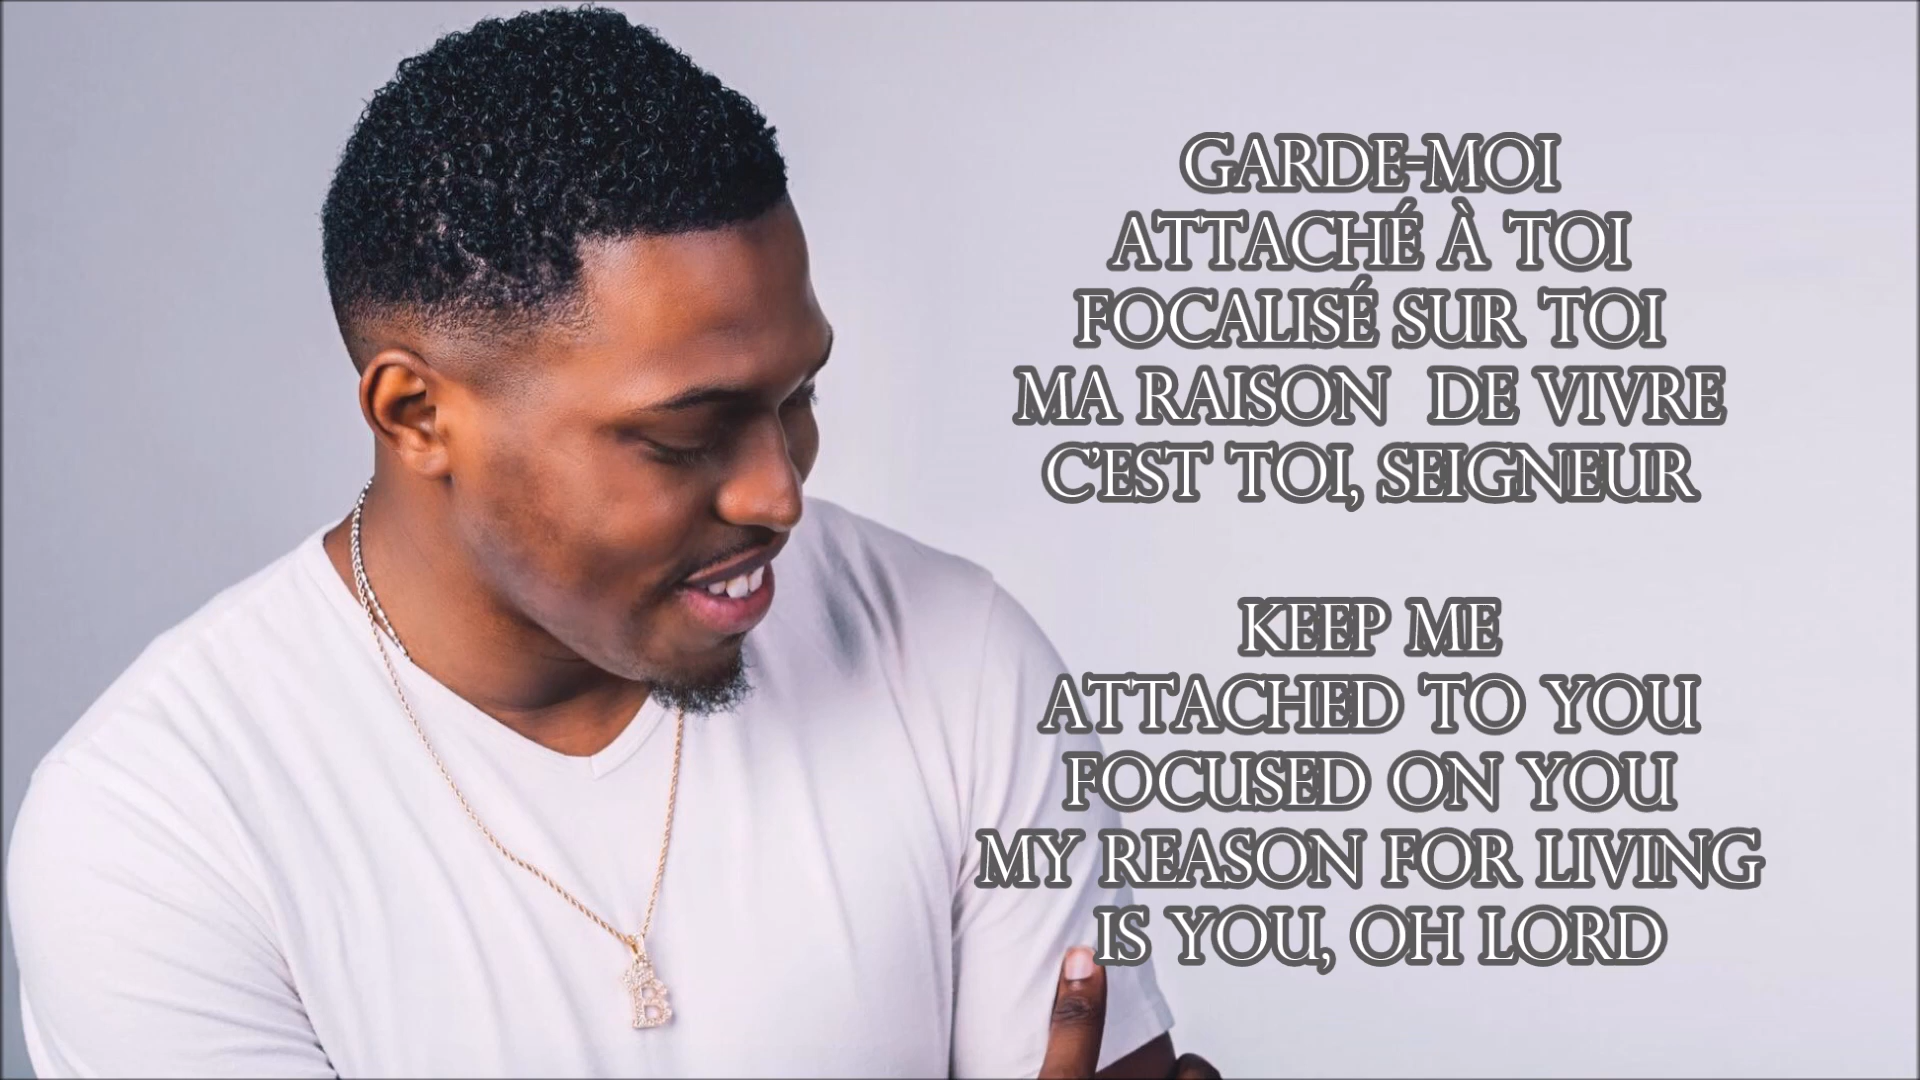 GARDE-MOI
ATTACHÉ À TOI
FOCALISÉ SUR TOI
MA RAISON DE VIVRE
C'EST TOI, SEIGNEUR
KEEP ME
ATTACHED TO YOU
FOCUSED ON YOU
MY REASON FOR LIVING
IS YOU, OH LORD
B